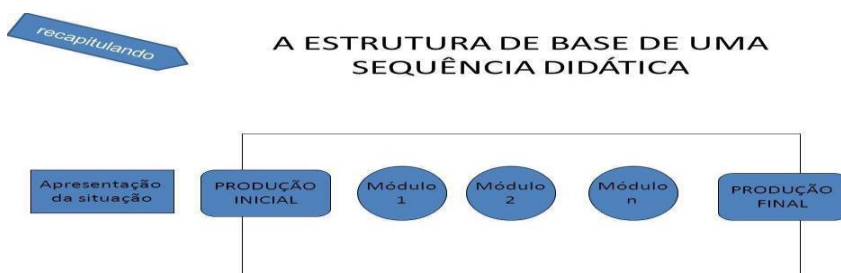 recapitulando
A ESTRUTURA DE BASE DE UMA
SEQUÊNCIA DIDÁTICA
Apresentação
da situação
PRODUÇÃO
INICIAL
Módulo
1
Módulo
2
Módulo
n
PRODUÇÃO
FINAL